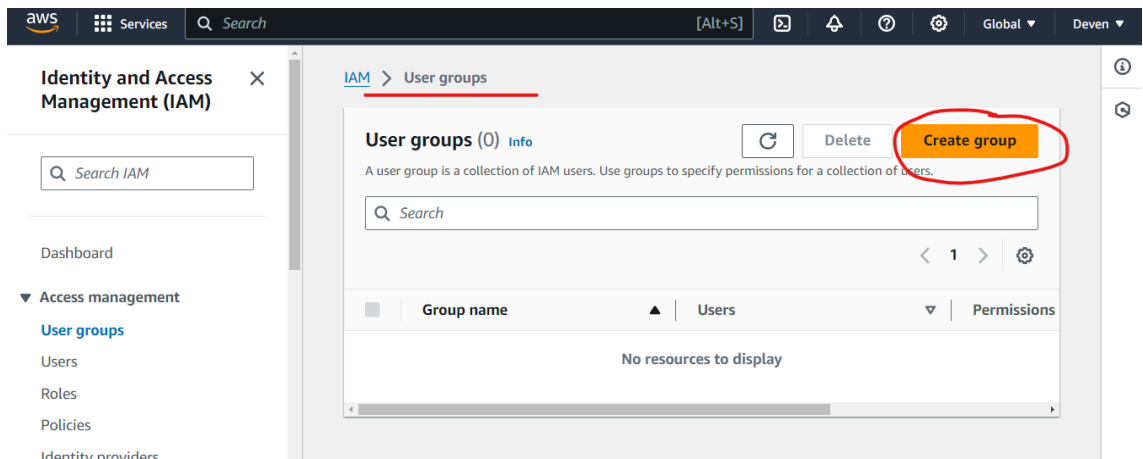 aws Services Search [Alt+S] Global Deven
Identity and Access
Management (IAM)
Search IAM
Dashboard
Access management
User groups
Users
Roles
Policies
Identity providers
IAM > User groups
User groups (0) Info
Delete
Create group
A user group is a collection of IAM users. Use groups to specify permissions for a collection of users.
Search
1
Group name Users Permissions
No resources to display